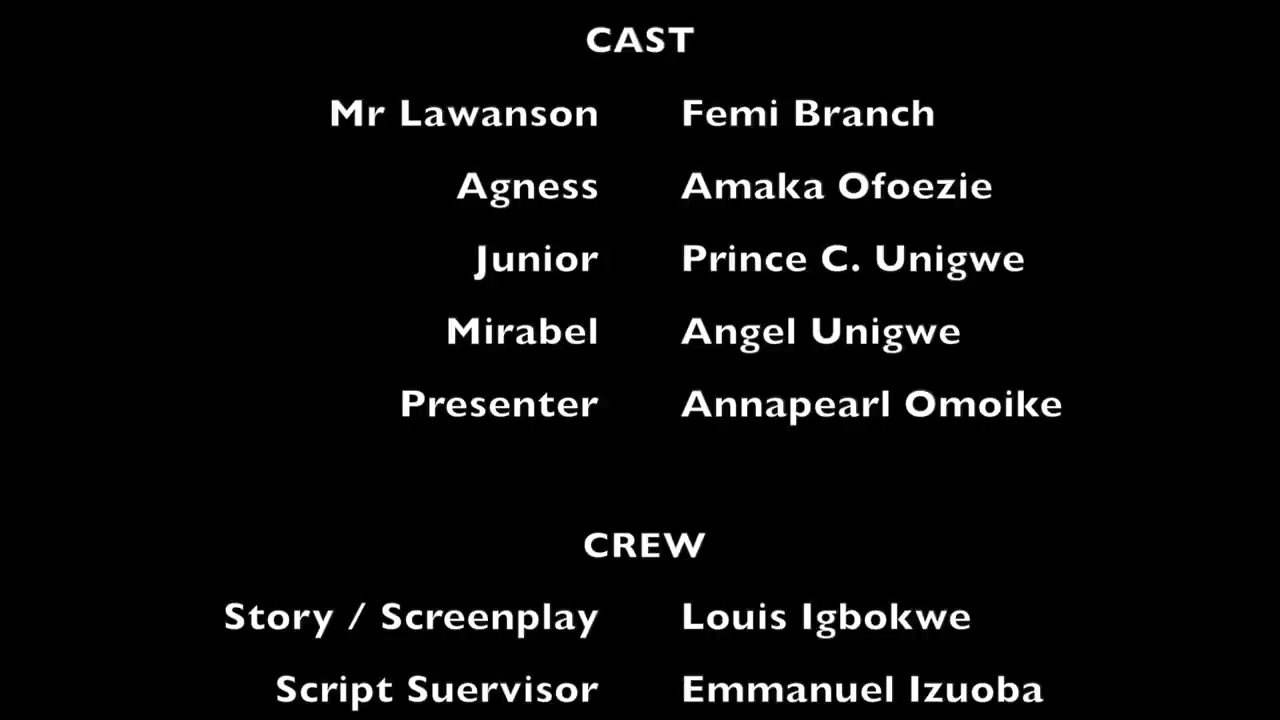 CAST
Mr Lawanson Femi Branch
Agness Amaka Ofoezie
Junior Prince C. Unigwe
Mirabel Angel Unigwe
Presenter Annapearl Omoike
CREW
Story / Screenplay Louis Igbokwe
Script Suervisor Emmanuel Izuoba